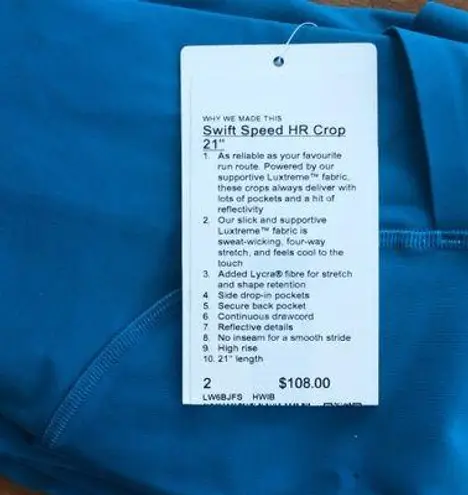 WHY WE MADE THIS
Swift Speed HR Crop
21"
1. As reliable as your favourite
run route. Powered by our
supportive Luxtreme™ fabric,
these crops always deliver with
lots of pockets and a hit of
reflectivity
2. Our slick and supportive
Luxtreme™ fabric is
sweat-wicking, four-way
stretch, and feels cool to the
touch
3. Added Lycra® fibre for stretch
and shape retention
4. Side drop-in pockets
5. Secure back pocket
6. Continuous drawcord
7. Reflective details
8. No inseam for a smooth stride
9. High rise
10. 21" length
2 $108.00
LW6BJFS HWIB